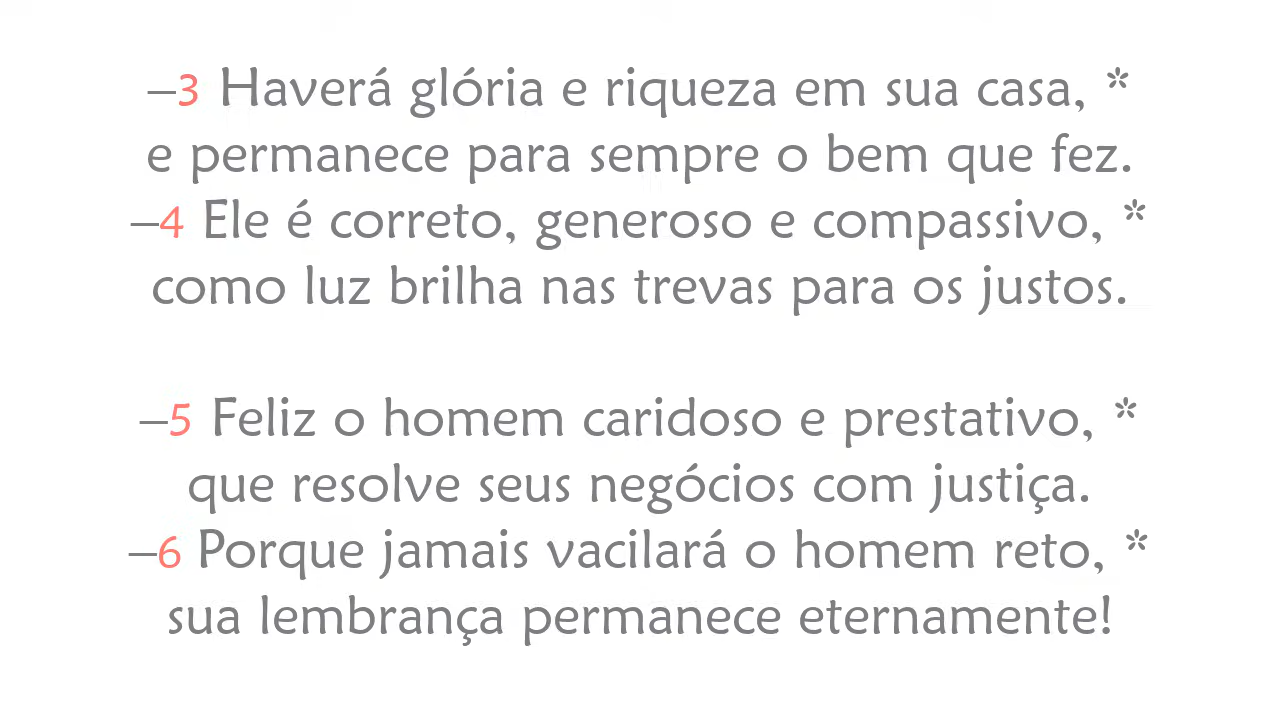 –3 Haverá glória e riqueza em sua casa, *
e permanece para sempre o bem que fez.
–4 Ele é correto, generoso e compassivo, *
como luz brilha nas trevas para os justos.
–5 Feliz o homem caridoso e prestativo, *
que resolve seus negócios com justiça.
–6 Porque jamais vacilará o homem reto, *
sua lembrança permanece eternamente!